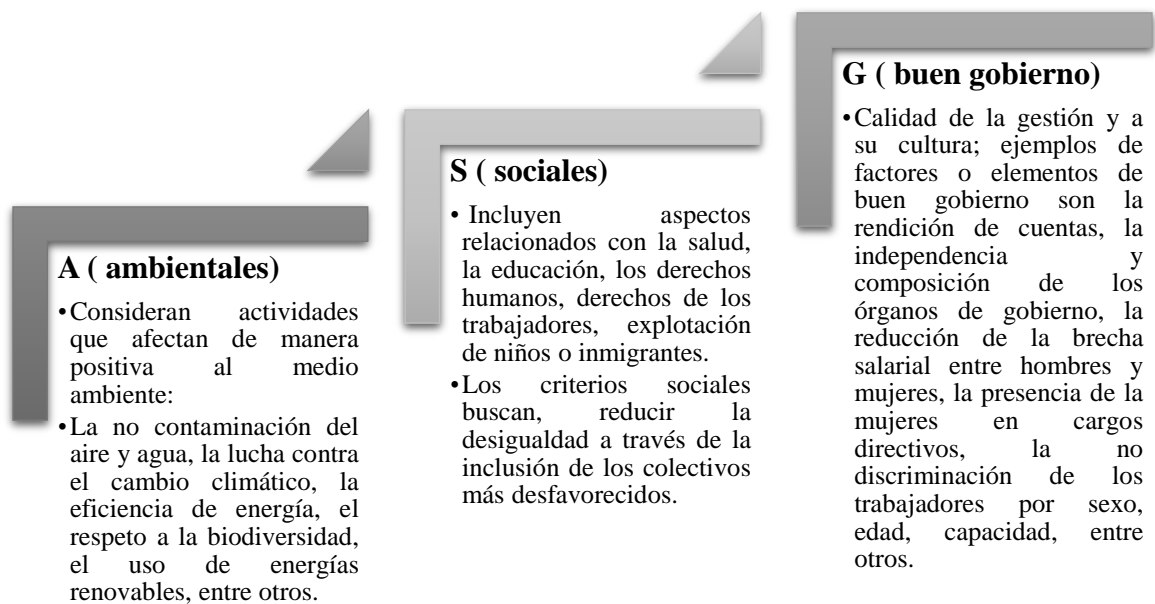 A ( ambientales)
•Consideran actividades
que afectan de manera
positiva al medio
ambiente:
•La no contaminación del
aire y agua, la lucha contra
el cambio climático, la
eficiencia de energía, el
respeto a la biodiversidad,
el uso de energías
renovables, entre otros.
S ( sociales)
• Incluyen aspectos
relacionados con la salud,
la educación, los derechos
humanos, derechos de los
trabajadores, explotación
de niños o inmigrantes.
•Los criterios sociales
buscan, reducir la
desigualdad a través de la
inclusión de los colectivos
más desfavorecidos.
G ( buen gobierno)
•Calidad de la gestión y a
su cultura; ejemplos de
factores o elementos de
buen gobierno son la
rendición de cuentas, la
independencia y
composición de los
órganos de gobierno, la
reducción de la brecha
salarial entre hombres y
mujeres, la presencia de la
mujeres en cargos
directivos, la no
discriminación de los
trabajadores por sexo,
edad, capacidad, entre
otros.